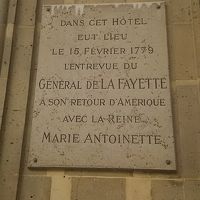 DANS CET HÔTEL
EUT LIEU
LE 15 FÉVRIER 1779
L'ENTREVUE DU
GÉNÉRAL DE LA FAYETTE
A SON RETOUR D'AMÉRIQUE
AVEC LA REINE
MARIE ANTOINETTE